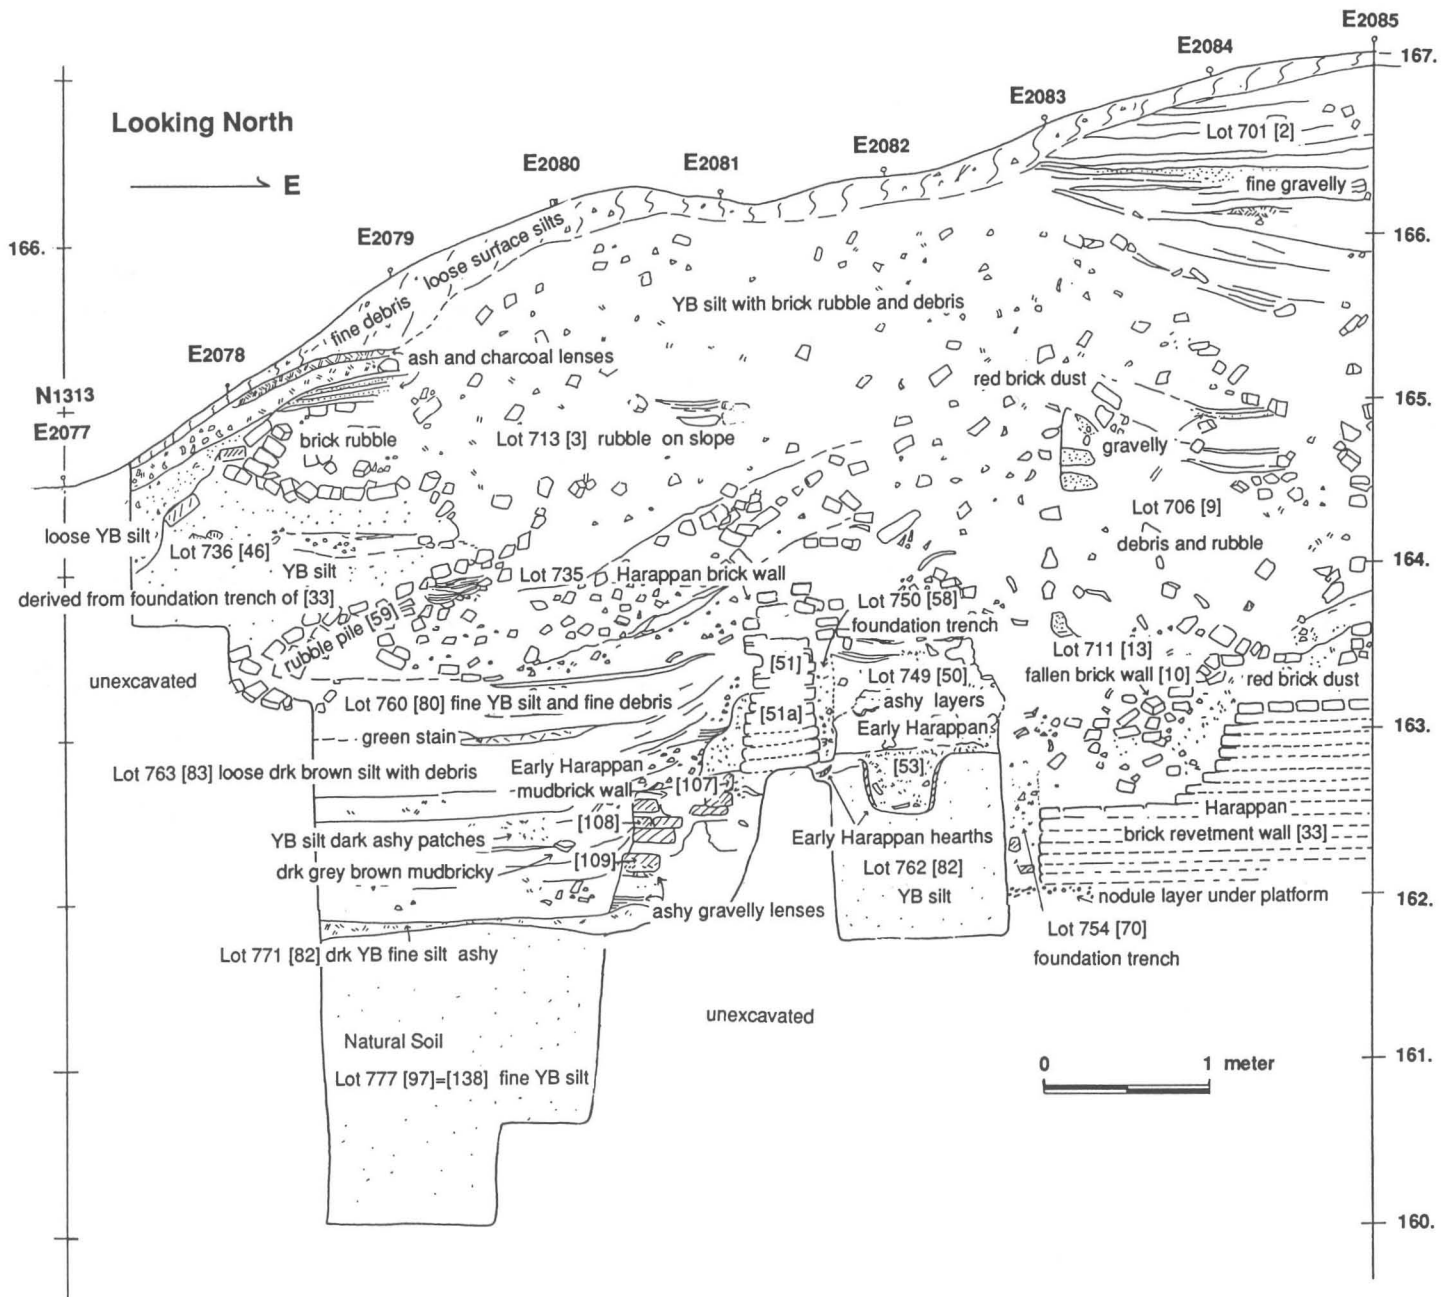 E2085
E2084
167.
E2083
Looking North
Lot 701 [2]
E2082
E2081
E2080
E
fine gravelly
E2079
loose surface silts
166.
166.
YB silt with brick rubble and debris
fine debris
E2078
ash and charcoal lenses
red brick dust
N1313
165.
E2077
brick rubble
Lot 713 [3] rubble on slope
gravelly
Lot 706 [9]
loose YB silt
debris and rubble
Lot 736 [46]
164.
YB silt
Lot 735
Harappan brick wall
derived from foundation trench of [33]
Lot 750 [58]
foundation trench
rubble pile [59]
Lot 711 [13]
unexcavated
[51]
Lot 749 [50]
fallen brick wall [10]
red brick dust
Lot 760 [80] fine YB silt and fine debris
[51a]
ashy layers
Early Harappan
163.
green stain
Lot 763 [83] loose drk brown silt with debris
Early Harappan
mudbrick wall
[107]
[53]
Harappan
brick revetment wall [33]
[108]
YB silt dark ashy patches
Early Harappan hearths
drk grey brown mudbricky
[109]
Lot 762 [82]
YB silt
nodule layer under platform
162.
ashy gravelly lenses
Lot 754 [70]
foundation trench
Lot 771 [82] drk YB fine silt ashy
unexcavated
Natural Soil
Lot 777 [97]=[138] fine YB silt
0 1 meter
161.
160.